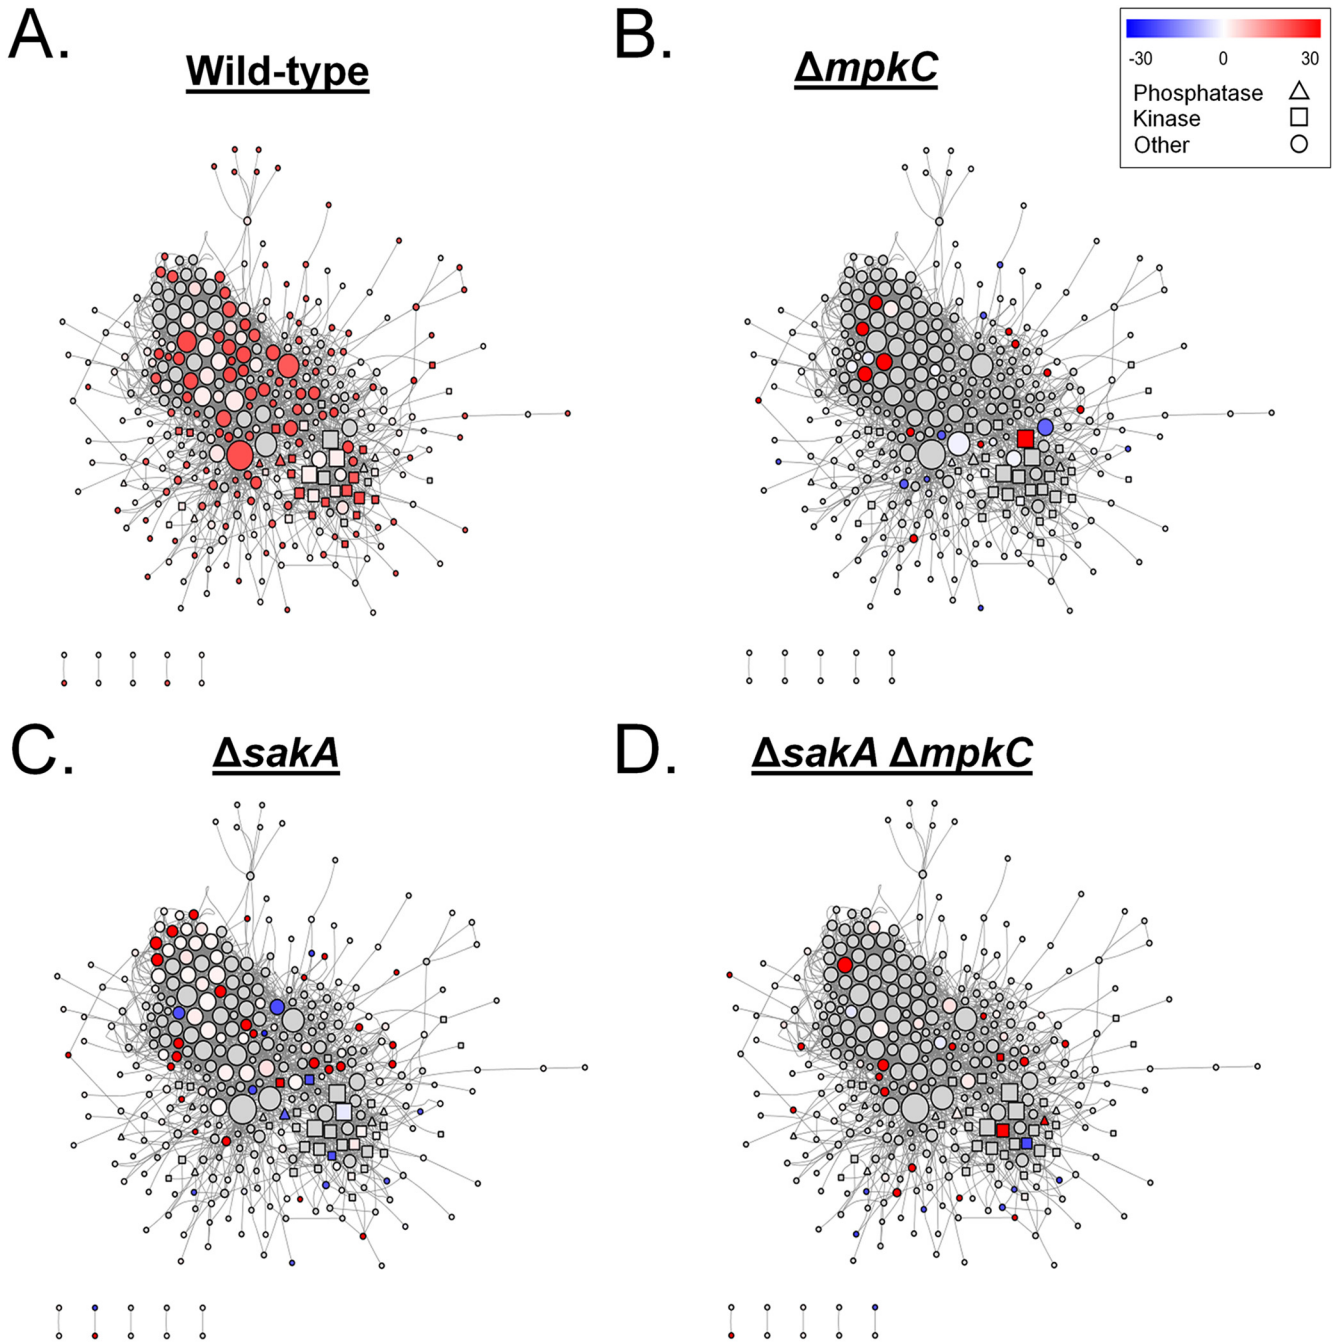 A.
Wild-type
B.
ΔmpkC
-30 0 30
Phosphatase
Kinase
Other
C.
ΔsakA
D.
ΔsakA ΔmpkC